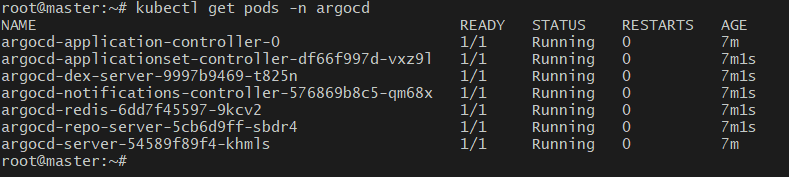 root@master:~# kubectl get pods -n argocd
NAME READY STATUS RESTARTS AGE
argocd-application-controller-0 1/1 Running 0 7m
argocd-applicationset-controller-df66f997d-vxz9l 1/1 Running 0 7m1s
argocd-dex-server-9997b9469-t825n 1/1 Running 0 7m1s
argocd-notifications-controller-576869b8c5-qm68x 1/1 Running 0 7m1s
argocd-redis-6dd7f45597-9kcv2 1/1 Running 0 7m1s
argocd-repo-server-5cb6d9ff-sbdr4 1/1 Running 0 7m1s
argocd-server-54589f89f4-khmls 1/1 Running 0 7m
root@master:~#